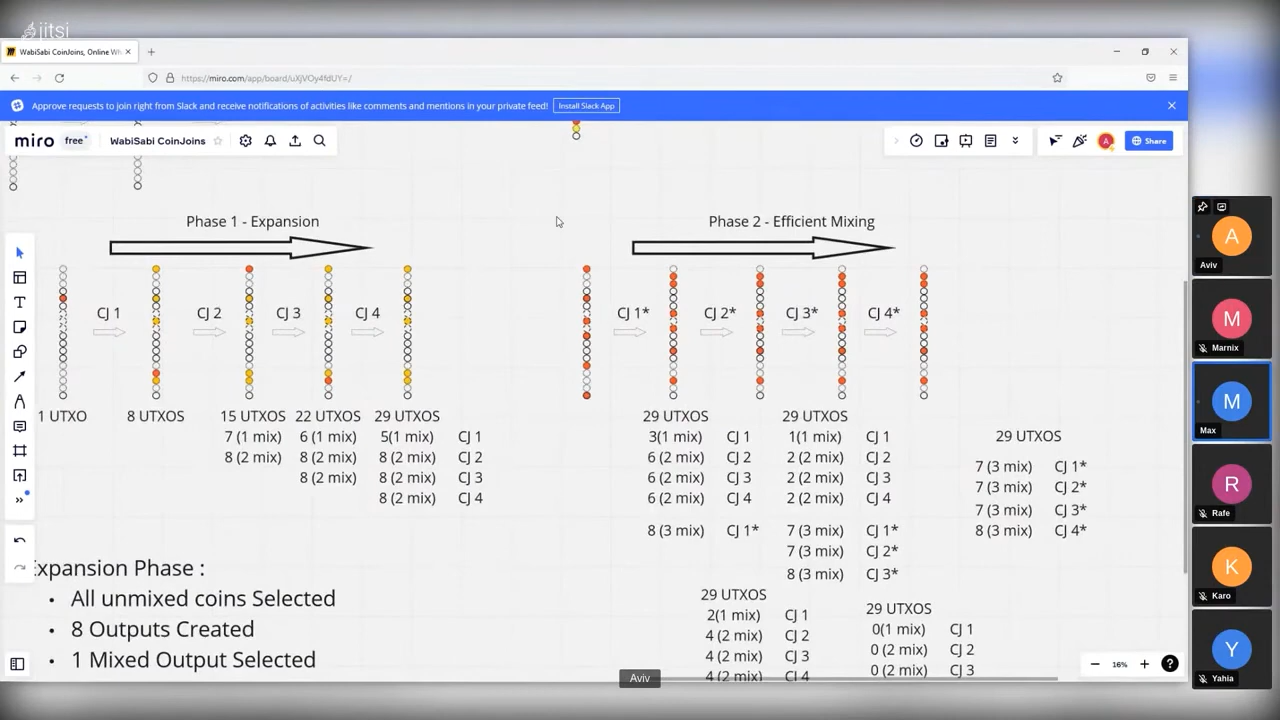 jitsi
WabiSabi CoinJoins, Online Wh
https://miro.com/app/board/uXjVOy4fdUY=/
Approve requests to join right from Slack and receive notifications of activities like comments and mentions in your private feed! Install Slack App
miro free WabiSabi CoinJoins
A
Share
Phase 1 - Expansion
Phase 2 - Efficient Mixing
CJ 1 CJ 2 CJ 3 CJ 4
CJ 1* CJ 2* CJ 3* CJ 4*
1 UTXO
8 UTXOS
15 UTXOS
7 (1 mix)
8 (2 mix)
22 UTXOS
6 (1 mix)
8 (2 mix)
8 (2 mix)
29 UTXOS
5(1 mix) CJ 1
8 (2 mix) CJ 2
8 (2 mix) CJ 3
8 (2 mix) CJ 4
29 UTXOS
3(1 mix) CJ 1
6 (2 mix) CJ 2
6 (2 mix) CJ 3
6 (2 mix) CJ 4
8 (3 mix) CJ 1*
29 UTXOS
1(1 mix) CJ 1
2 (2 mix) CJ 2
2 (2 mix) CJ 3
2 (2 mix) CJ 4
7 (3 mix) CJ 1*
7 (3 mix) CJ 2*
8 (3 mix) CJ 3*
29 UTXOS
7 (3 mix) CJ 1*
7 (3 mix) CJ 2*
7 (3 mix) CJ 3*
8 (3 mix) CJ 4*
29 UTXOS
2(1 mix) CJ 1
4 (2 mix) CJ 2
4 (2 mix) CJ 3
4 (2 mix) CJ 4
29 UTXOS
0(1 mix) CJ 1
0 (2 mix) CJ 2
0 (2 mix) CJ 3
Expansion Phase :
• All unmixed coins Selected
• 8 Outputs Created
• 1 Mixed Output Selected
16%
?
Aviv
A
Aviv
M
Marnix
M
Max
R
Rafe
K
Karo
Y
Yahia